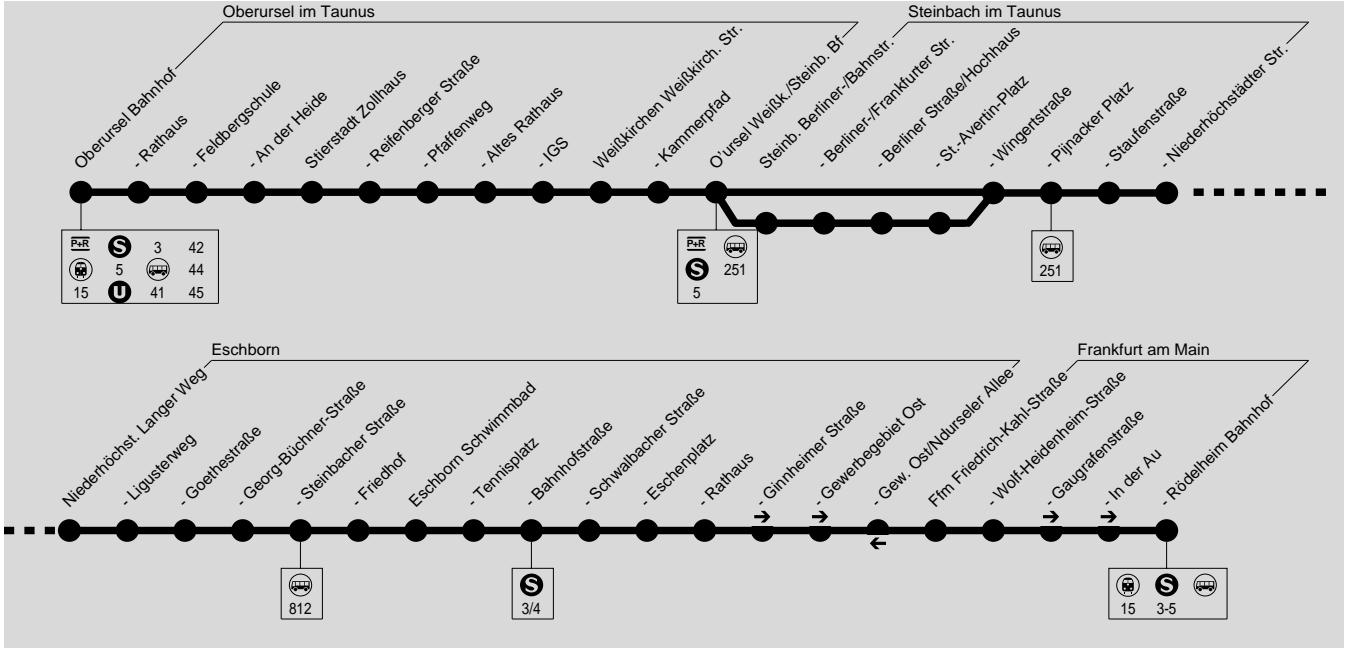 Oberursel im Taunus
Steinbach im Taunus
Oberursel Bahnhof
- Rathaus
- Feldbergschule
- An der Heide
Stierstadt Zollhaus
- Reifenberger Straße
- Pfaffenweg
- Altes Rathaus
- IGS
Weißkirchen Weißkirch. Str.
- Kammerpfad
O'ursel Weißk./Steinb. Bf
Steinb. Berliner-/Bahnstr.
- Berliner-/Frankfurter Str.
- Berliner Straße/Hochhaus
- St.-Avertin-Platz
- Wingertstraße
- Pijnacker Platz
- Staufenstraße
- Niederhöchstädter Str.
P+R S 3 42
5 44
15 U 41 45
P+R
S 251
5
251
Eschborn
Frankfurt am Main
Niederhöchst. Langer Weg
- Ligusterweg
- Goethestraße
- Georg-Büchner-Straße
- Steinbacher Straße
- Friedhof
Eschborn Schwimmbad
- Tennisplatz
- Bahnhofstraße
- Schwalbacher Straße
- Eschenplatz
- Rathaus
- Ginnheimer Straße
- Gewerbegebiet Ost
- Gew. Ost/Ndurseler Allee
Ffm Friedrich-Kahl-Straße
- Wolf-Heidenheim-Straße
- Gaugrafenstraße
- In der Au
- Rödelheim Bahnhof
812
S
3/4
S
15 3-5